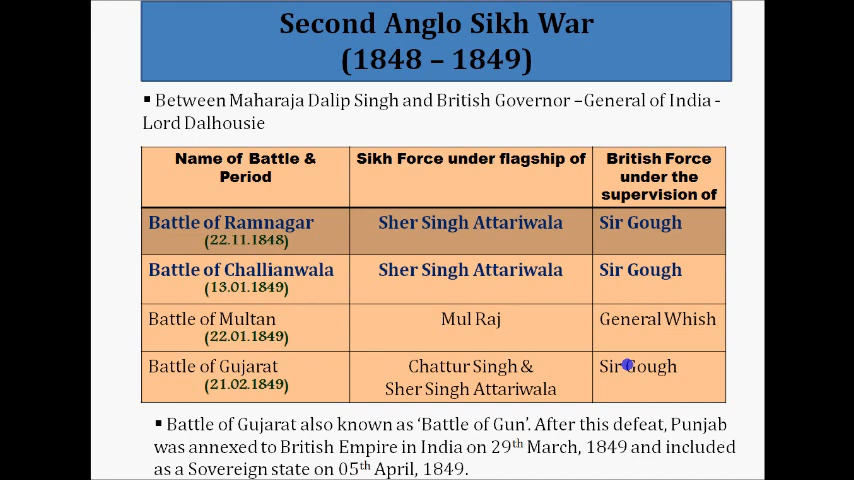 Second Anglo Sikh War
(1848 – 1849)
▪ Between Maharaja Dalip Singh and British Governor –General of India -
Lord Dalhousie
Name of Battle &
Period
Sikh Force under flagship of
British Force
under the
supervision of
Battle of Ramnagar
(22.11.1848)
Sher Singh Attariwala
Sir Gough
Battle of Challianwala
(13.01.1849)
Sher Singh Attariwala
Sir Gough
Battle of Multan
(22.01.1849)
Mul Raj
General Whish
Battle of Gujarat
(21.02.1849)
Chattur Singh &
Sher Singh Attariwala
Sir Gough
▪ Battle of Gujarat also known as ‘Battle of Gun’. After this defeat, Punjab
was annexed to British Empire in India on 29th March, 1849 and included
as a Sovereign state on 05th April, 1849.